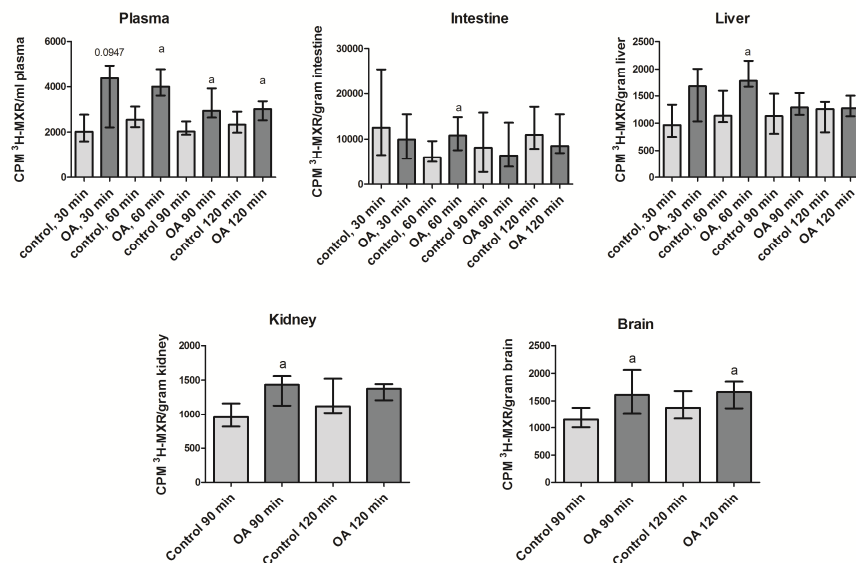 Plasma
CPM ³H-MXR/ml plasma
6000
4000
2000
0
0.0947
a
a
a
control, 30 min
OA, 30 min
control, 60 min
OA, 60 min
control 90 min
OA 90 min
control 120 min
OA 120 min
Intestine
CPM ³H-MXR/gram intestine
30000
20000
10000
0
a
control, 30 min
OA, 30 min
control, 60 min
OA, 60 min
control 90 min
OA 90 min
control 120 min
OA 120 min
Liver
CPM ³H-MXR/gram liver
2500
2000
1500
1000
500
0
a
control, 30 min
OA, 30 min
control, 60 min
OA, 60 min
control 90 min
OA 90 min
control 120 min
OA 120 min
Kidney
CPM ³H-MXR/gram kidney
2000
1500
1000
500
0
a
Control 90 min
OA 90 min
Control 120 min
OA 120 min
Brain
CPM ³H-MXR/gram brain
2500
2000
1500
1000
500
0
a
a
Control 90 min
OA 90 min
Control 120 min
OA 120 min